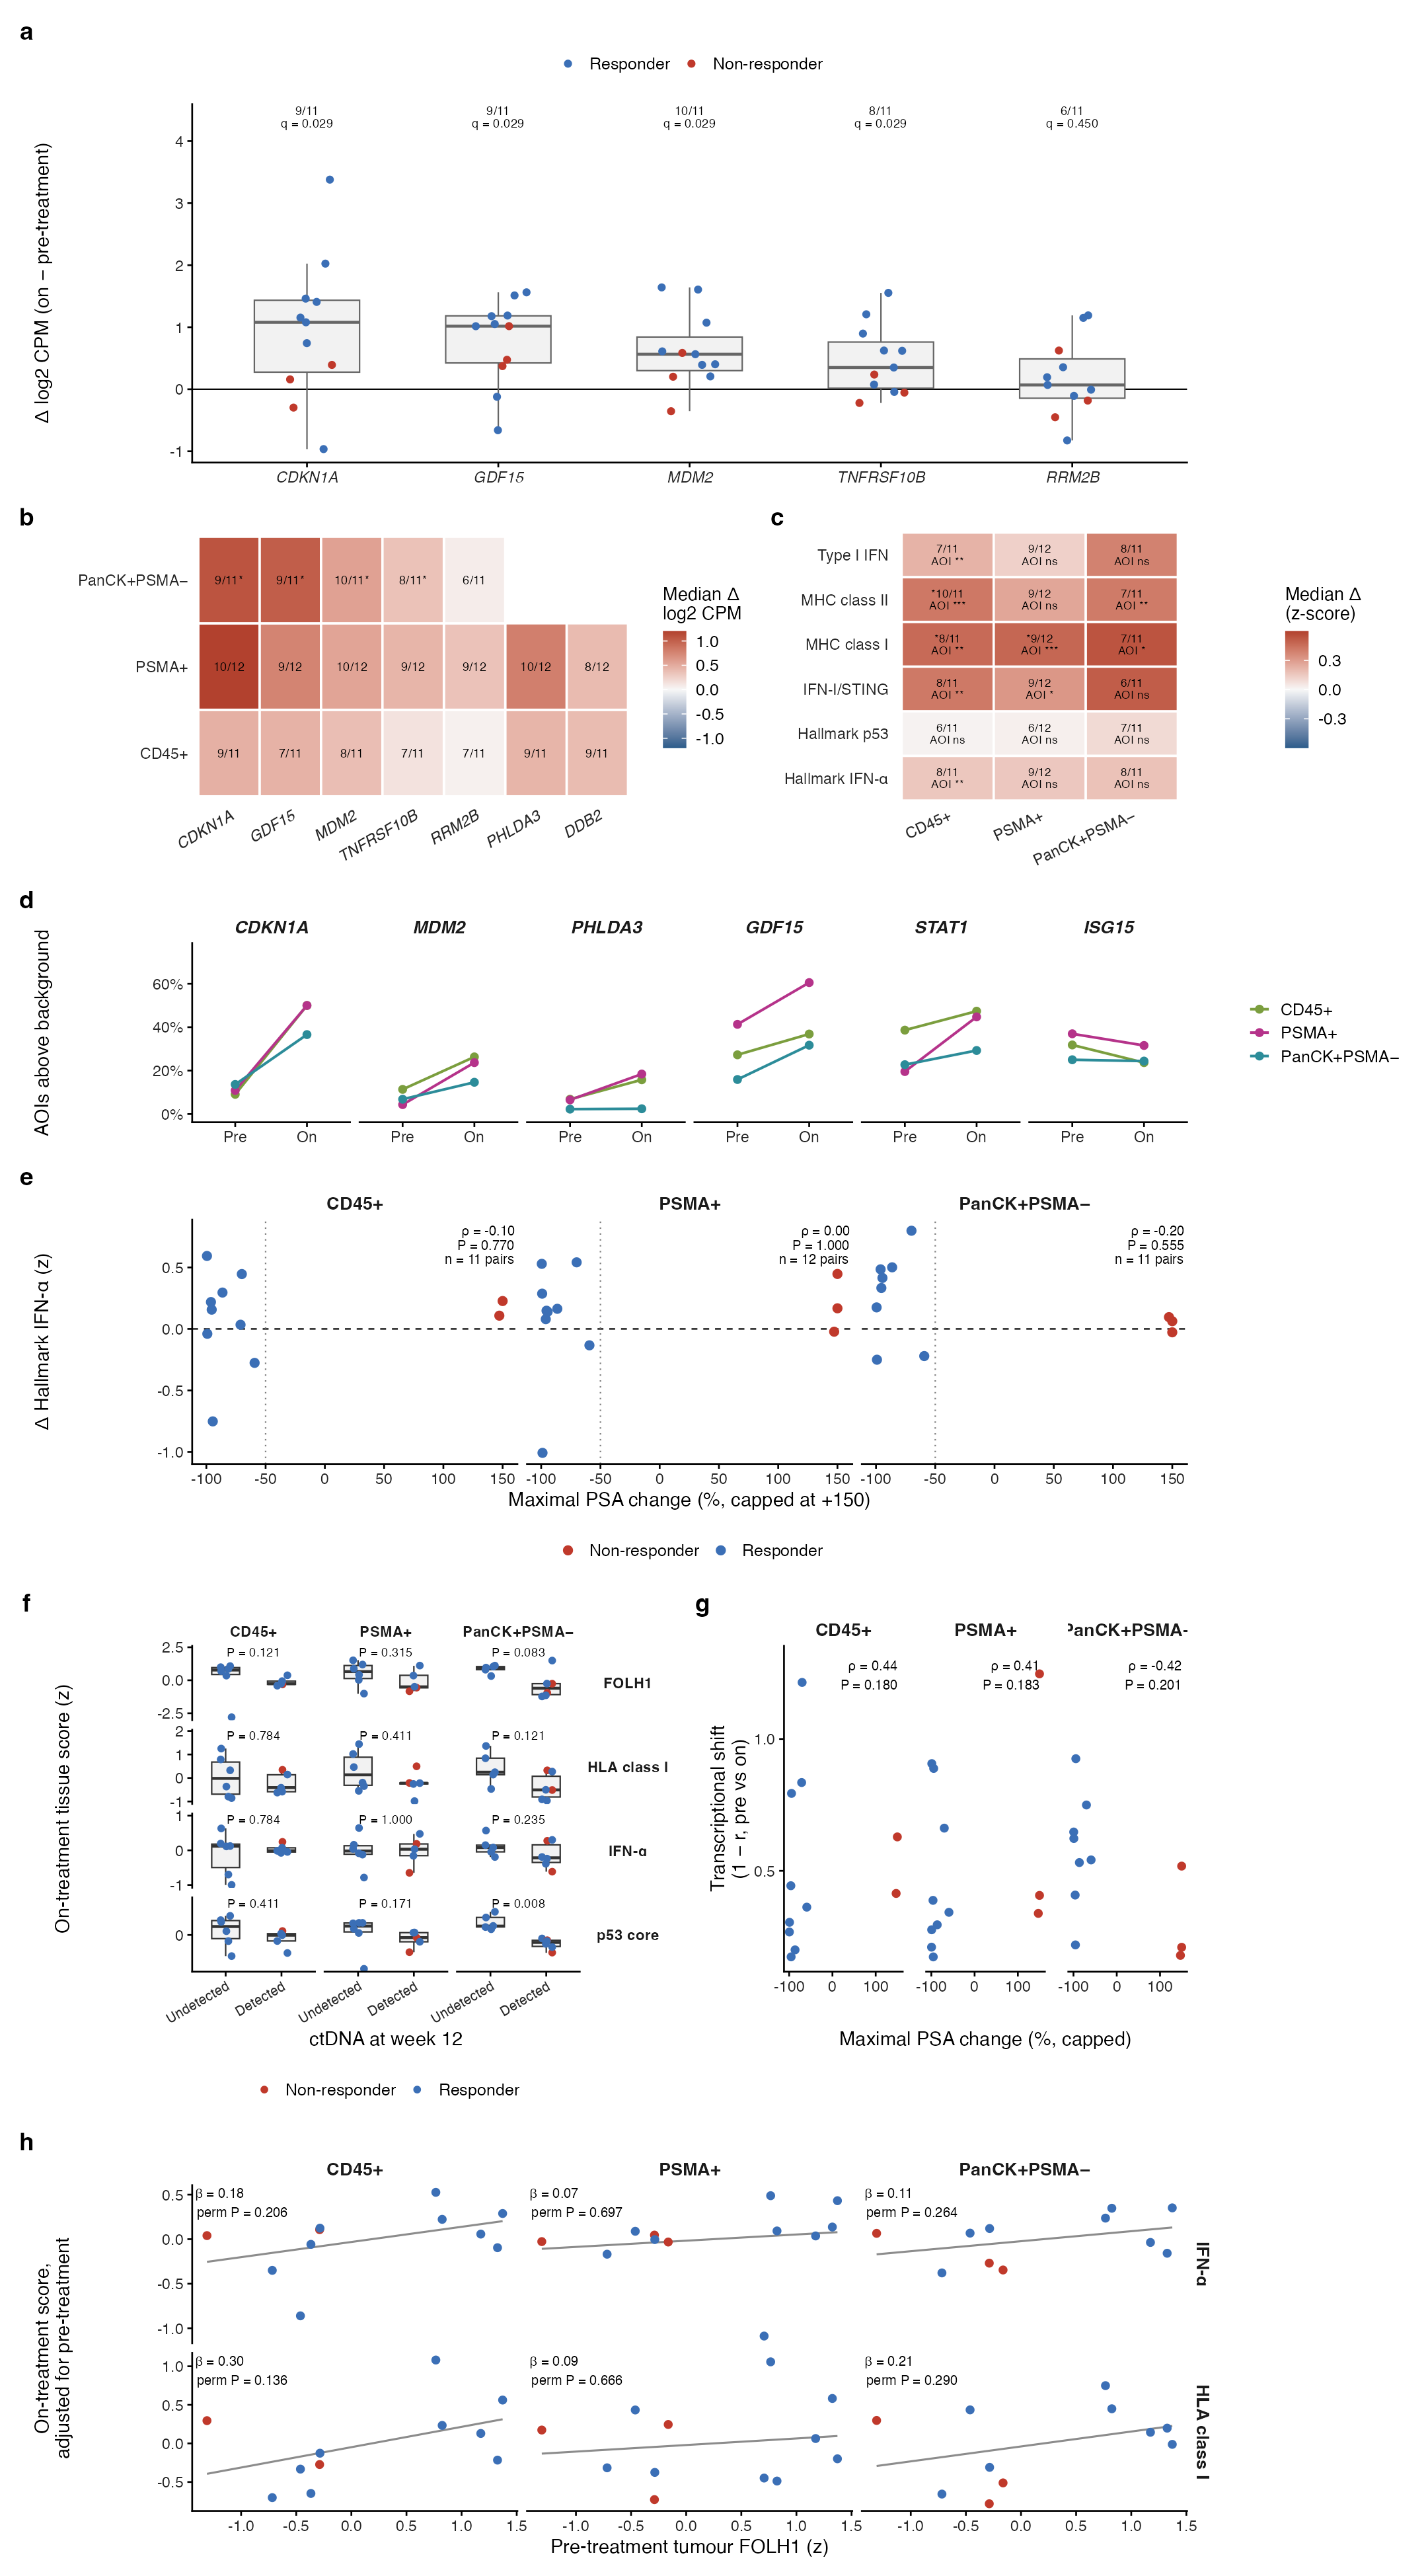 a
Responder Non-responder
Δ log2 CPM (on − pre-treatment)
9/11 9/11 10/11 8/11 6/11
q = 0.029 q = 0.029 q = 0.029 q = 0.029 q = 0.450
4
3
2
1
0
-1
CDKN1A GDF15 MDM2 TNFRSF10B RRM2B
b
PanCK+PSMA− 9/11* 9/11* 10/11* 8/11* 6/11
PSMA+ 10/12 9/12 10/12 9/12 9/12 10/12 8/12
CD45+ 9/11 7/11 8/11 7/11 7/11 9/11 9/11
CDKN1A GDF15 MDM2 TNFRSF10B RRM2B PHLDA3 DDB2
Median Δ
log2 CPM
1.0
0.5
0.0
-0.5
-1.0
c
Type I IFN
7/11 9/12 8/11
AOI ** AOI ns AOI ns
MHC class II
*10/11 9/12 7/11
AOI *** AOI ns AOI **
MHC class I
*8/11 *9/12 7/11
AOI ** AOI *** AOI *
IFN-I/STING
8/11 9/12 6/11
AOI ** AOI * AOI ns
Hallmark p53
6/11 6/12 7/11
AOI ns AOI ns AOI ns
Hallmark IFN-α
8/11 9/12 8/11
AOI ** AOI ns AOI ns
CD45+ PSMA+ PanCK+PSMA−
Median Δ
(z-score)
0.3
0.0
-0.3
d
AOIs above background
CDKN1A MDM2 PHLDA3 GDF15 STAT1 ISG15
60%
40%
20%
0%
Pre On Pre On Pre On Pre On Pre On Pre On
CD45+
PSMA+
PanCK+PSMA−
e
Δ Hallmark IFN-α (z)
CD45+ PSMA+ PanCK+PSMA−
ρ = -0.10 ρ = 0.00 ρ = -0.20
P = 0.770 P = 1.000 P = 0.555
n = 11 pairs n = 12 pairs n = 11 pairs
0.5
0.0
-0.5
-1.0
-100 -50 0 50 100 150 -100 -50 0 50 100 150 -100 -50 0 50 100 150
Maximal PSA change (%, capped at +150)
Non-responder Responder
f
On-treatment tissue score (z)
CD45+ PSMA+ PanCK+PSMA−
P = 0.121 P = 0.315 P = 0.083
2.5
0.0
-2.5
FOLH1
P = 0.784 P = 0.411 P = 0.121
2
1
0
-1
HLA class I
P = 0.784 P = 1.000 P = 0.235
1
0
-1
IFN-α
P = 0.411 P = 0.171 P = 0.008
0
p53 core
Undetected Detected Undetected Detected Undetected Detected
ctDNA at week 12
Non-responder Responder
g
Transcriptional shift
(1 − r, pre vs on)
CD45+ PSMA+ PanCK+PSMA-
ρ = 0.44 ρ = 0.41 ρ = -0.42
P = 0.180 P = 0.183 P = 0.201
1.0
0.5
-100 0 100 -100 0 100 -100 0 100
Maximal PSA change (%, capped)
h
On-treatment score,
adjusted for pre-treatment
CD45+ PSMA+ PanCK+PSMA−
β = 0.18 β = 0.07 β = 0.11
perm P = 0.206 perm P = 0.697 perm P = 0.264
0.5
0.0
-0.5
-1.0
IFN-α
β = 0.30 β = 0.09 β = 0.21
perm P = 0.136 perm P = 0.666 perm P = 0.290
1.0
0.5
0.0
-0.5
HLA class I
-1.0 -0.5 0.0 0.5 1.0 1.5 -1.0 -0.5 0.0 0.5 1.0 1.5 -1.0 -0.5 0.0 0.5 1.0 1.5
Pre-treatment tumour FOLH1 (z)